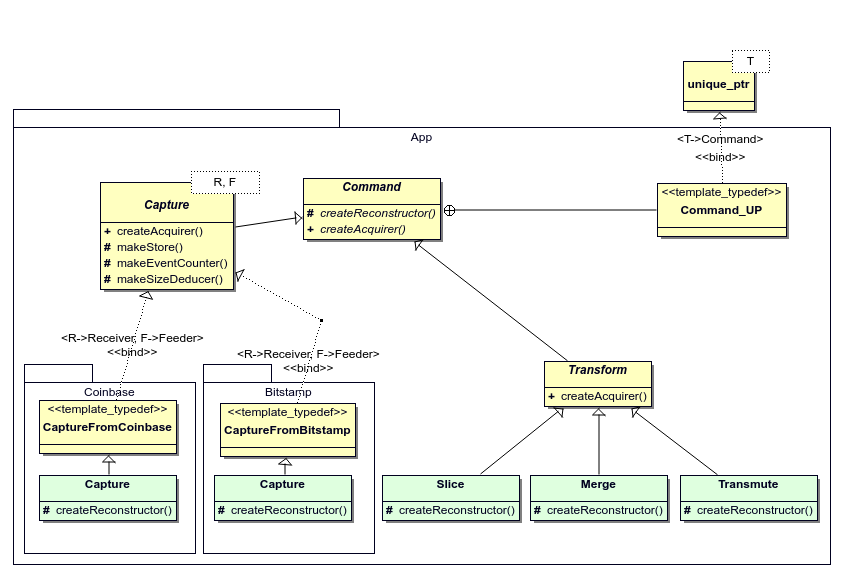 T
unique_ptr
App
<T->Command>
<<bind>>
R, F
Capture
+ createAcquirer()
# makeStore()
# makeEventCounter()
# makeSizeDeducer()
Command
# createReconstructor()
+ createAcquirer()
<<template_typedef>>
Command_UP
<R->Receiver, F->Feeder>
<<bind>>
<R->Receiver, F->Feeder>
<<bind>>
Transform
+ createAcquirer()
Coinbase
<<template_typedef>>
CaptureFromCoinbase
Capture
# createReconstructor()
Bitstamp
<<template_typedef>>
CaptureFromBitstamp
Capture
# createReconstructor()
Slice
# createReconstructor()
Merge
# createReconstructor()
Transmute
# createReconstructor()